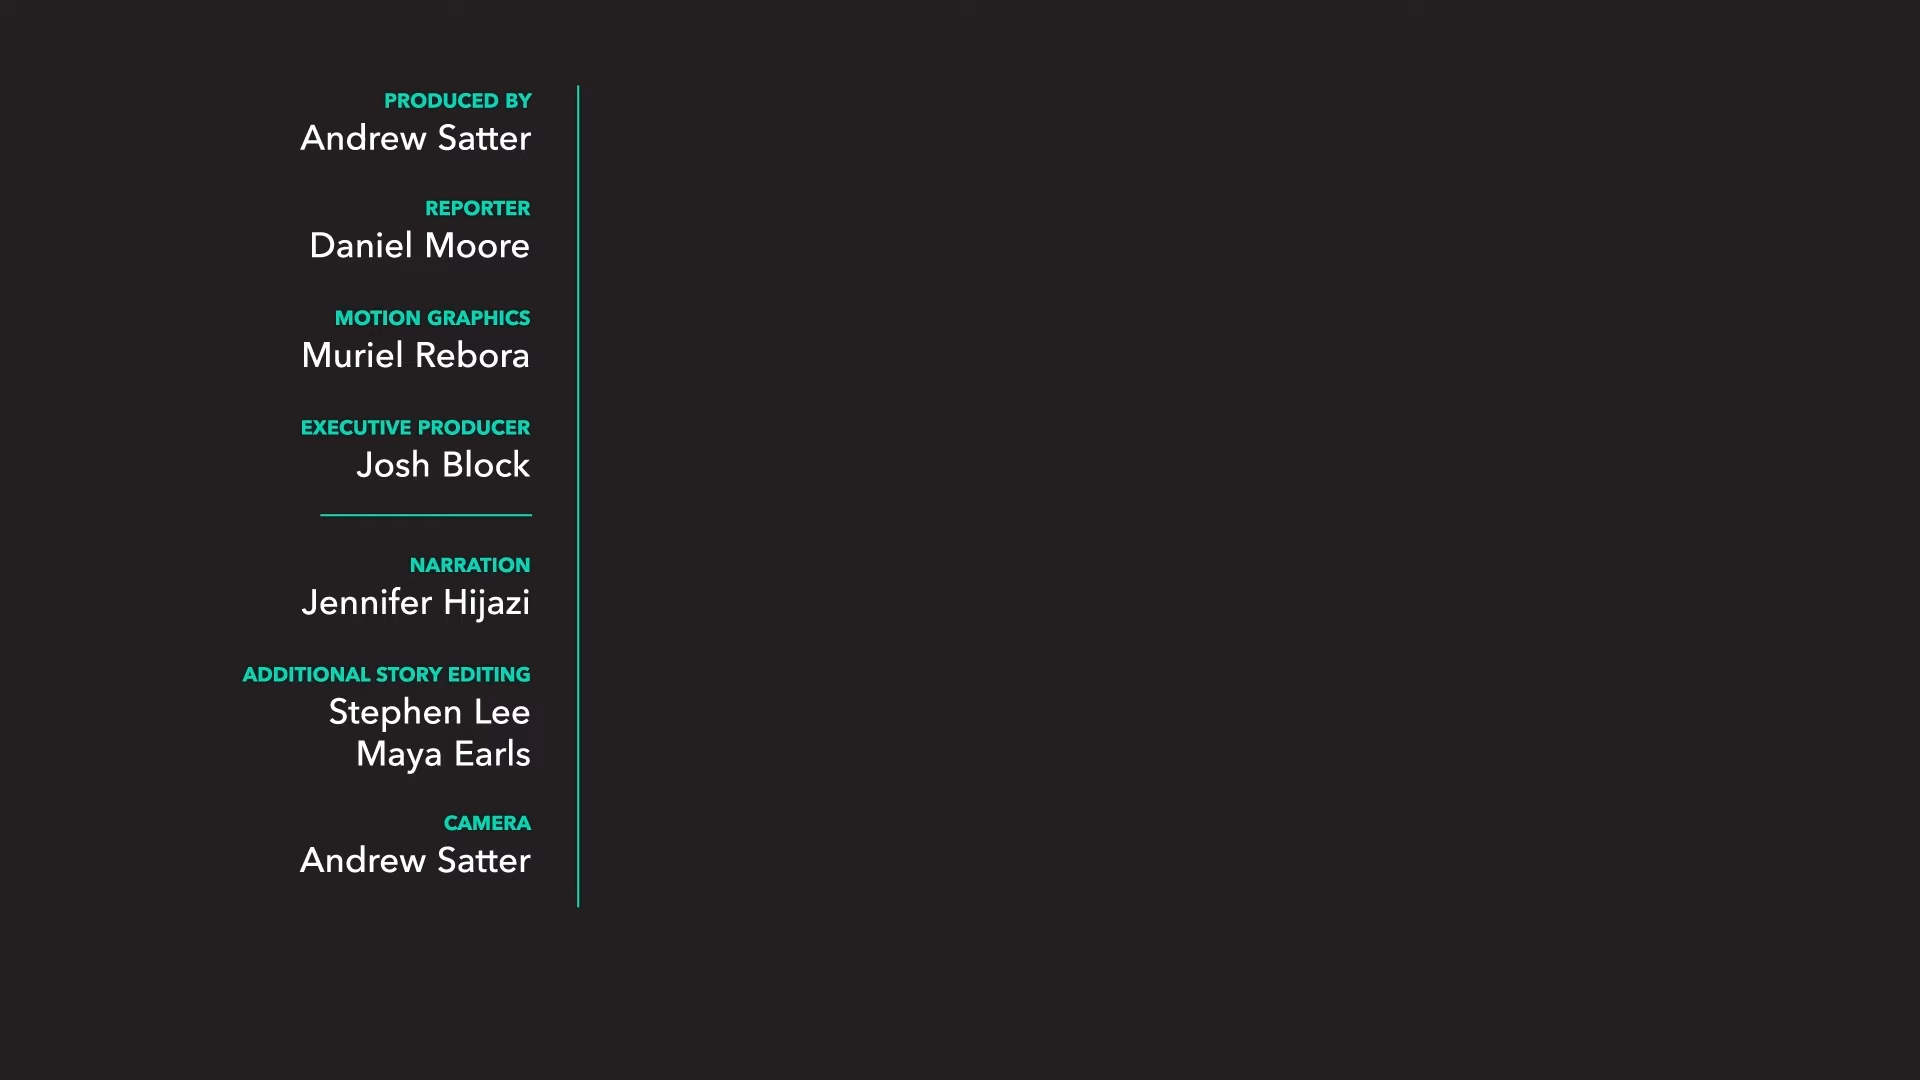 PRODUCED BY
Andrew Satter
REPORTER
Daniel Moore
MOTION GRAPHICS
Muriel Rebora
EXECUTIVE PRODUCER
Josh Block
NARRATION
Jennifer Hijazi
ADDITIONAL STORY EDITING
Stephen Lee
Maya Earls
CAMERA
Andrew Satter